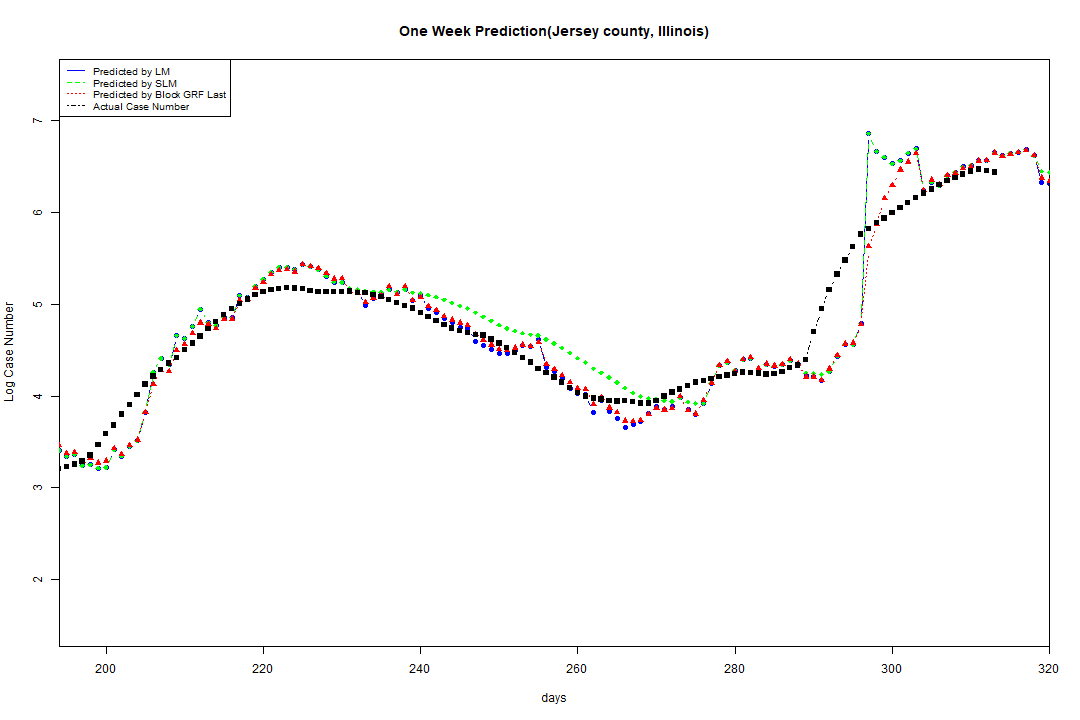 One Week Prediction(Jersey county, Illinois)
Predicted by LM
Predicted by SLM
Predicted by Block GRF Last
Actual Case Number
Log Case Number
7
6
5
4
3
2
200 220 240 260 280 300 320
days